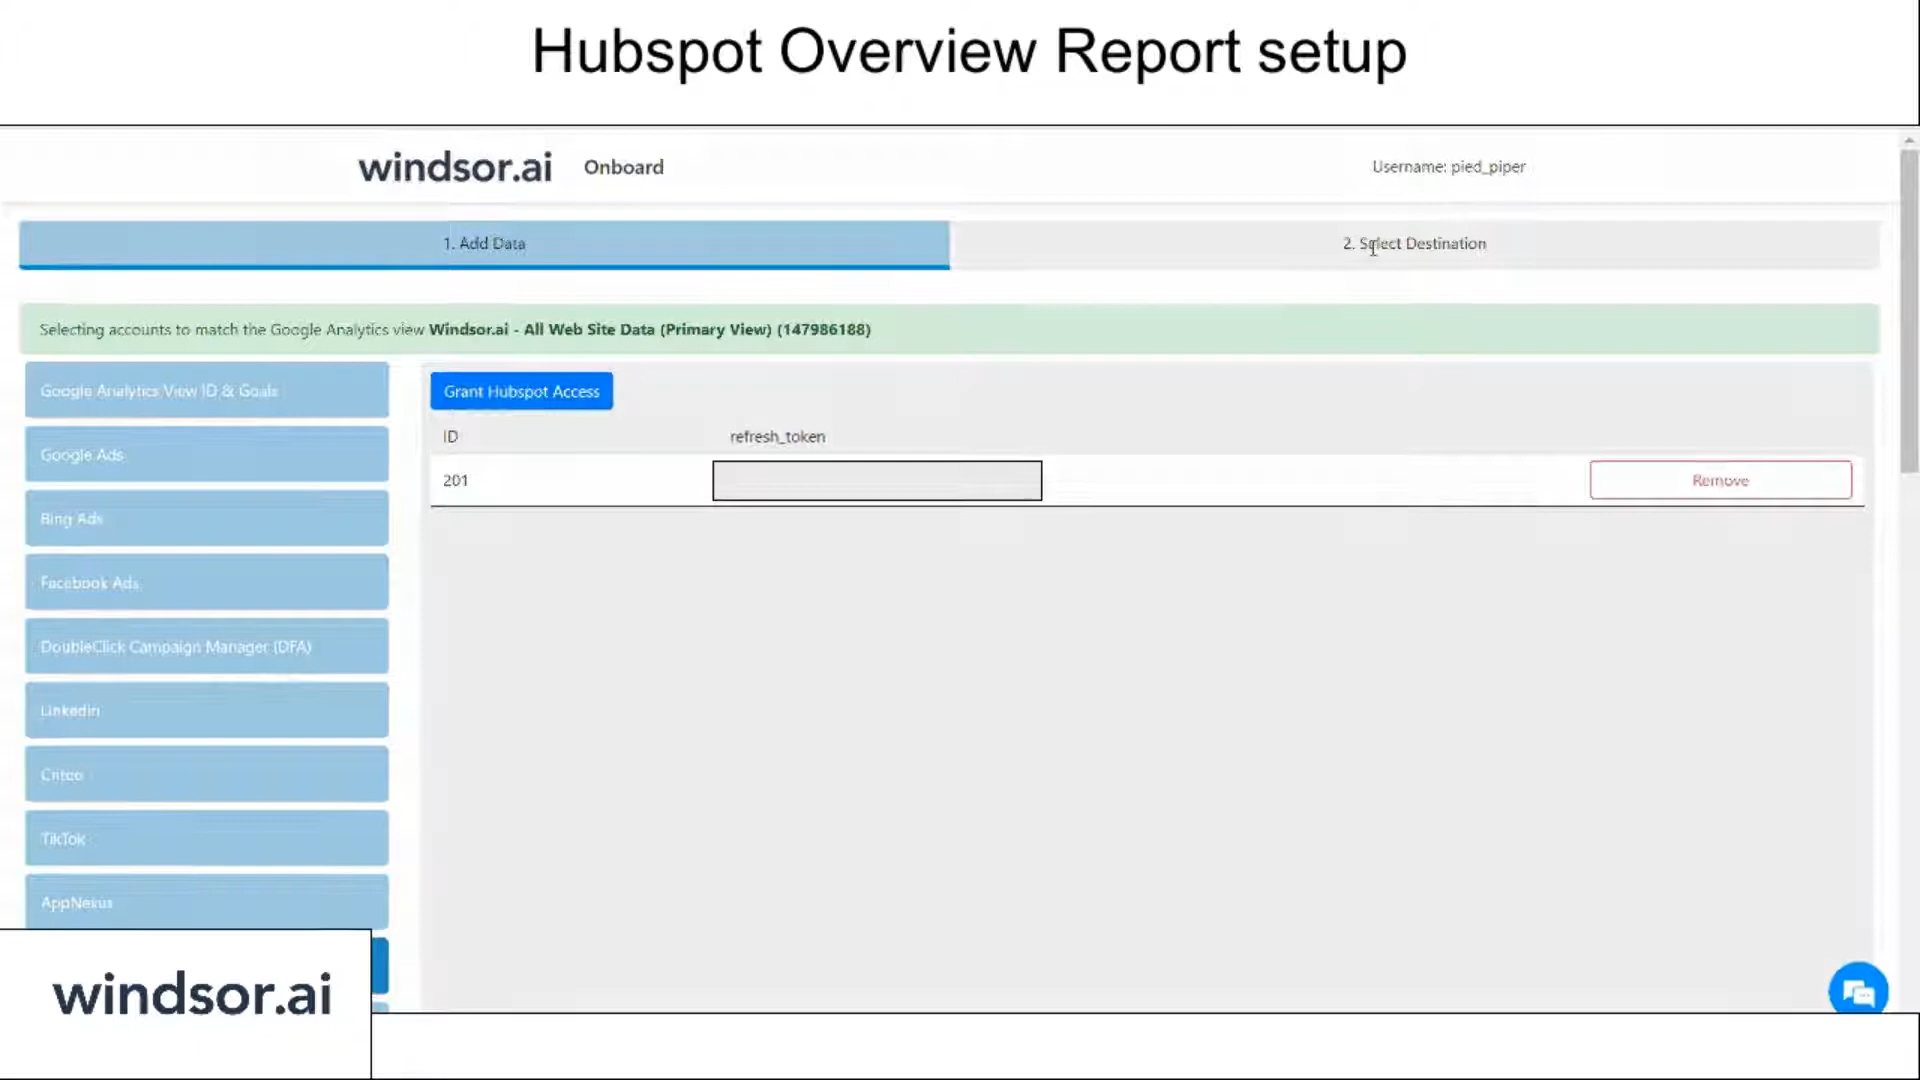 Hubspot Overview Report setup
windsor.ai Onboard Username: pied_piper
1. Add Data 2. Select Destination
Selecting accounts to match the Google Analytics view Windsor.ai - All Web Site Data (Primary View) (147986188)
Google Analytics View ID & Goals
Grant Hubspot Access
ID refresh_token
Google Ads
201 Remove
Bing Ads
Facebook Ads
DoubleClick Campaign Manager (DFA)
Linkedin
Criteo
TikTok
AppNexus
windsor.ai